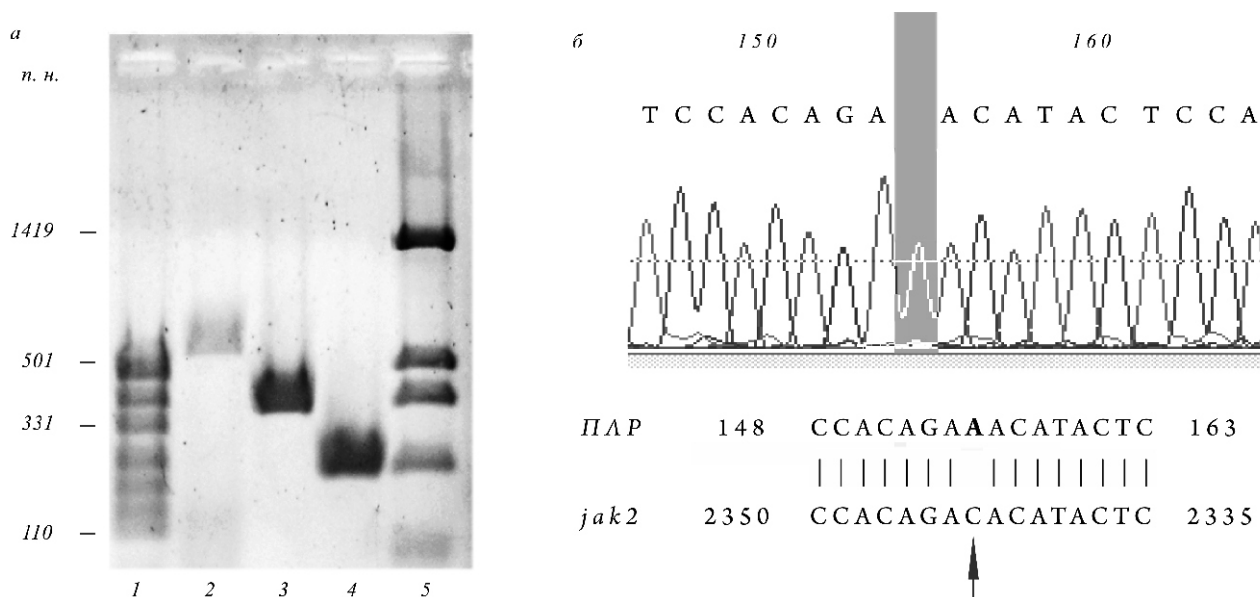 а
п. н.
1419
501
331
110
1 2 3 4 5
б
150 160
T C C A C A G A A C A T A C T C C A
ПЛР 148 CCACAGAAACATACTC 163
jak2 2350 CCACAGACACATACTC 2335